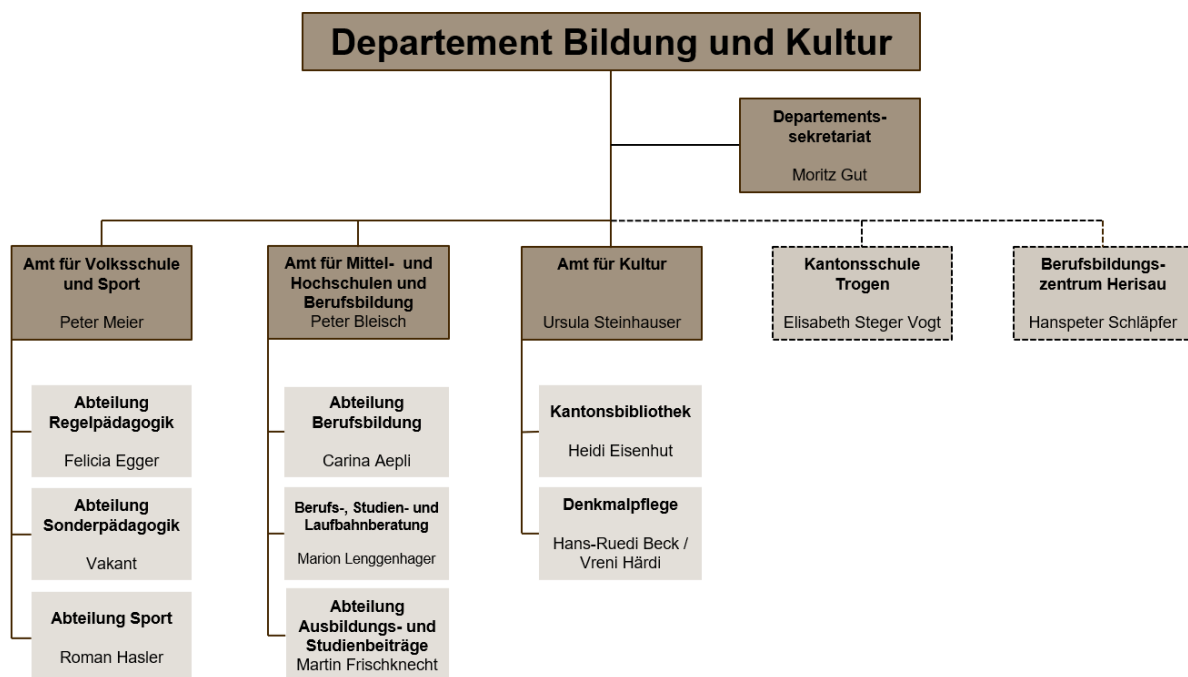 Departement Bildung und Kultur
Departements-
sekretariat
Moritz Gut
Amt für Volksschule
und Sport
Peter Meier
Amt für Mittel- und
Hochschulen und
Berufsbildung
Peter Bleisch
Amt für Kultur
Ursula Steinhauser
Kantonsschule
Trogen
Elisabeth Steger Vogt
Berufsbildungs-
zentrum Herisau
Hanspeter Schläpfer
Abteilung
Regelpädagogik
Felicia Egger
Abteilung
Berufsbildung
Carina Aepli
Kantonsbibliothek
Heidi Eisenhut
Abteilung
Sonderpädagogik
Vakant
Berufs-, Studien- und
Laufbahnberatung
Marion Lenggenhager
Denkmalpflege
Hans-Ruedi Beck /
Vreni Härdi
Abteilung Sport
Roman Hasler
Abteilung
Ausbildungs- und
Studienbeiträge
Martin Frischknecht